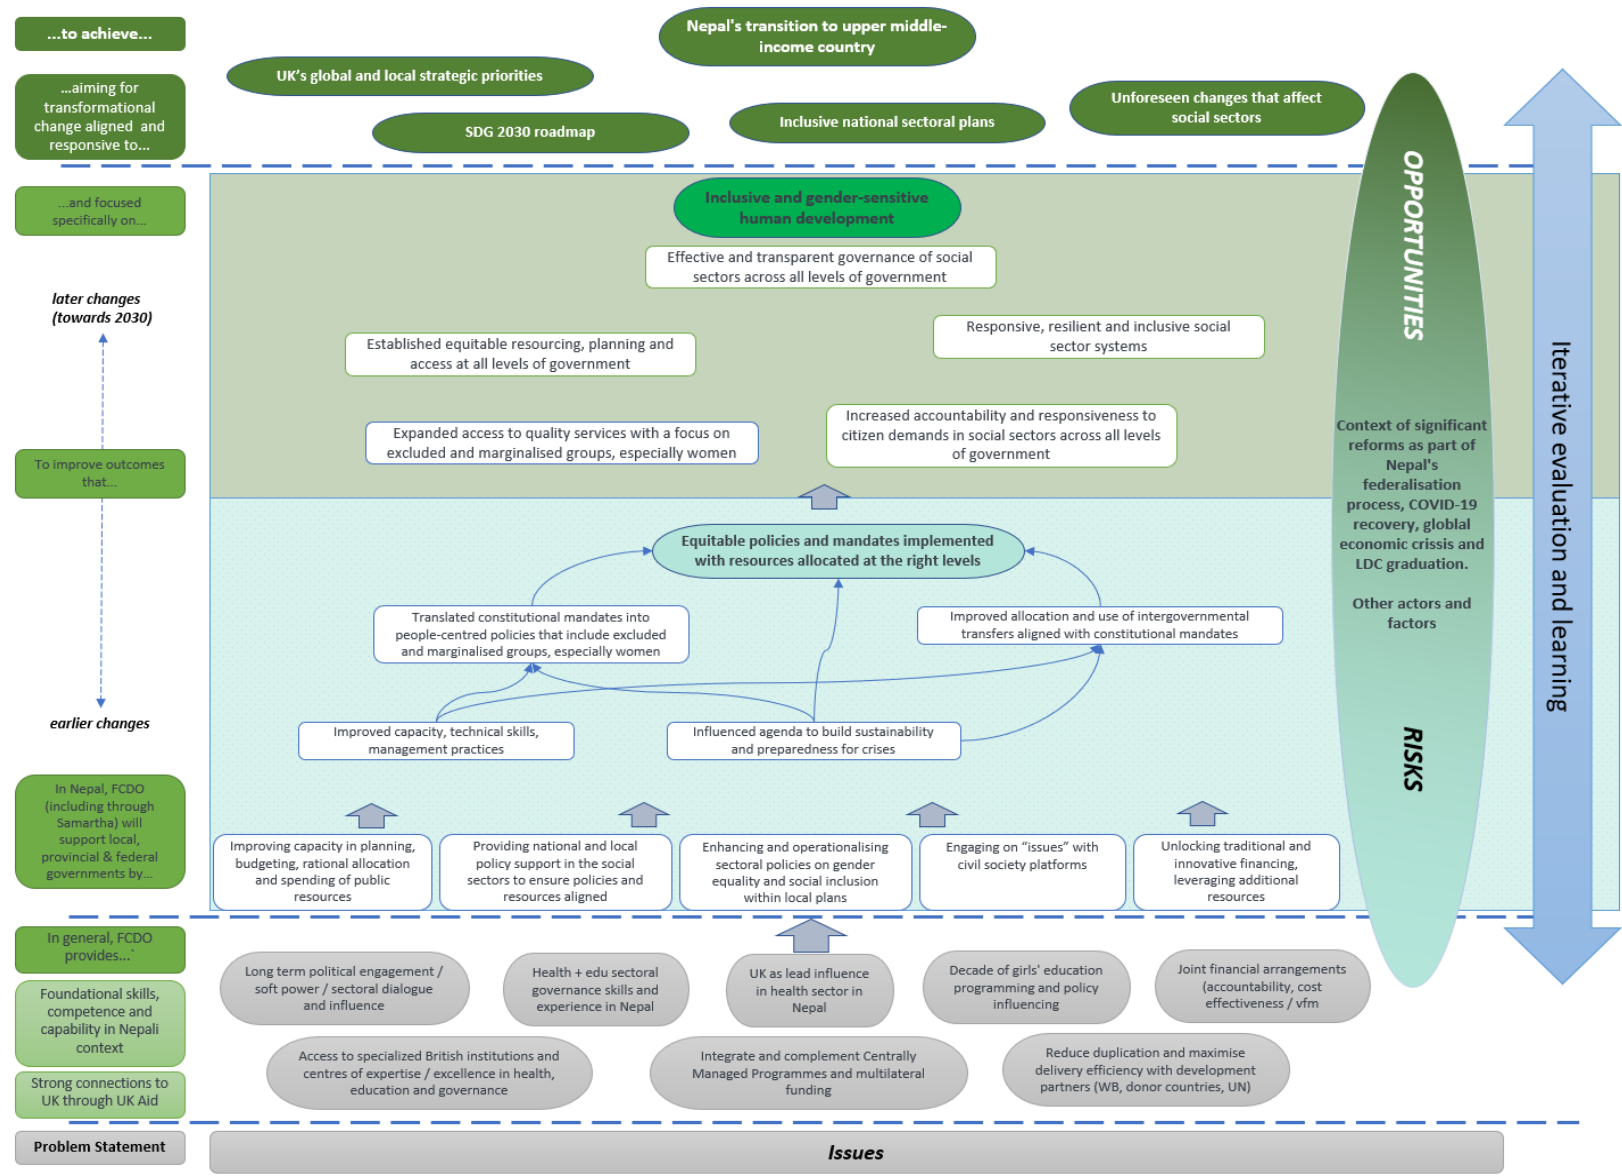 ...to achieve...
Nepal's transition to upper middle-
income country
UK's global and local strategic priorities
...aiming for
transformational
change aligned and
responsive to...
SDG 2030 roadmap
Inclusive national sectoral plans
Unforeseen changes that affect
social sectors
...and focused
specifically on...
Inclusive and gender-sensitive
human development
Effective and transparent governance of social
sectors across all levels of government
later changes
(towards 2030)
Established equitable resourcing, planning and
access at all levels of government
Responsive, resilient and inclusive social
sector systems
Expanded access to quality services with a focus on
excluded and marginalised groups, especially women
Increased accountability and responsiveness to
citizen demands in social sectors across all levels
of government
To improve outcomes
that...
Equitable policies and mandates implemented
with resources allocated at the right levels
Translated constitutional mandates into
people-centred policies that include excluded
and marginalised groups, especially women
Improved allocation and use of intergovernmental
transfers aligned with constitutional mandates
earlier changes
Improved capacity, technical skills,
management practices
Influenced agenda to build sustainability
and preparedness for crises
In Nepal, FCDO
(including through
Samartha) will
support local,
provincial & federal
governments by...
Improving capacity in planning,
budgeting, rational allocation
and spending of public
resources
Providing national and local
policy support in the social
sectors to ensure policies and
resources aligned
Enhancing and operationalising
sectoral policies on gender
equality and social inclusion
within local plans
Engaging on “issues” with
civil society platforms
Unlocking traditional and
innovative financing,
leveraging additional
resources
OPPORTUNITIES
Context of significant
reforms as part of
Nepal's
federalisation
process, COVID-19
recovery, globlal
economic crissis and
LDC graduation.
Other actors and
factors
RISKS
Iterative evaluation and learning
In general, FCDO
provides...`
Long term political engagement /
soft power / sectoral dialogue
and influence
Health + edu sectoral
governance skills and
experience in Nepal
UK as lead influence
in health sector in
Nepal
Decade of girls' education
programming and policy
influencing
Joint financial arrangements
(accountability, cost
effectiveness / vfm
Foundational skills,
competence and
capability in Nepali
context
Access to specialized British institutions and
centres of expertise / excellence in health,
education and governance
Integrate and complement Centrally
Managed Programmes and multilateral
funding
Reduce duplication and maximise
delivery efficiency with development
partners (WB, donor countries, UN)
Strong connections to
UK through UK Aid
Problem Statement
Issues